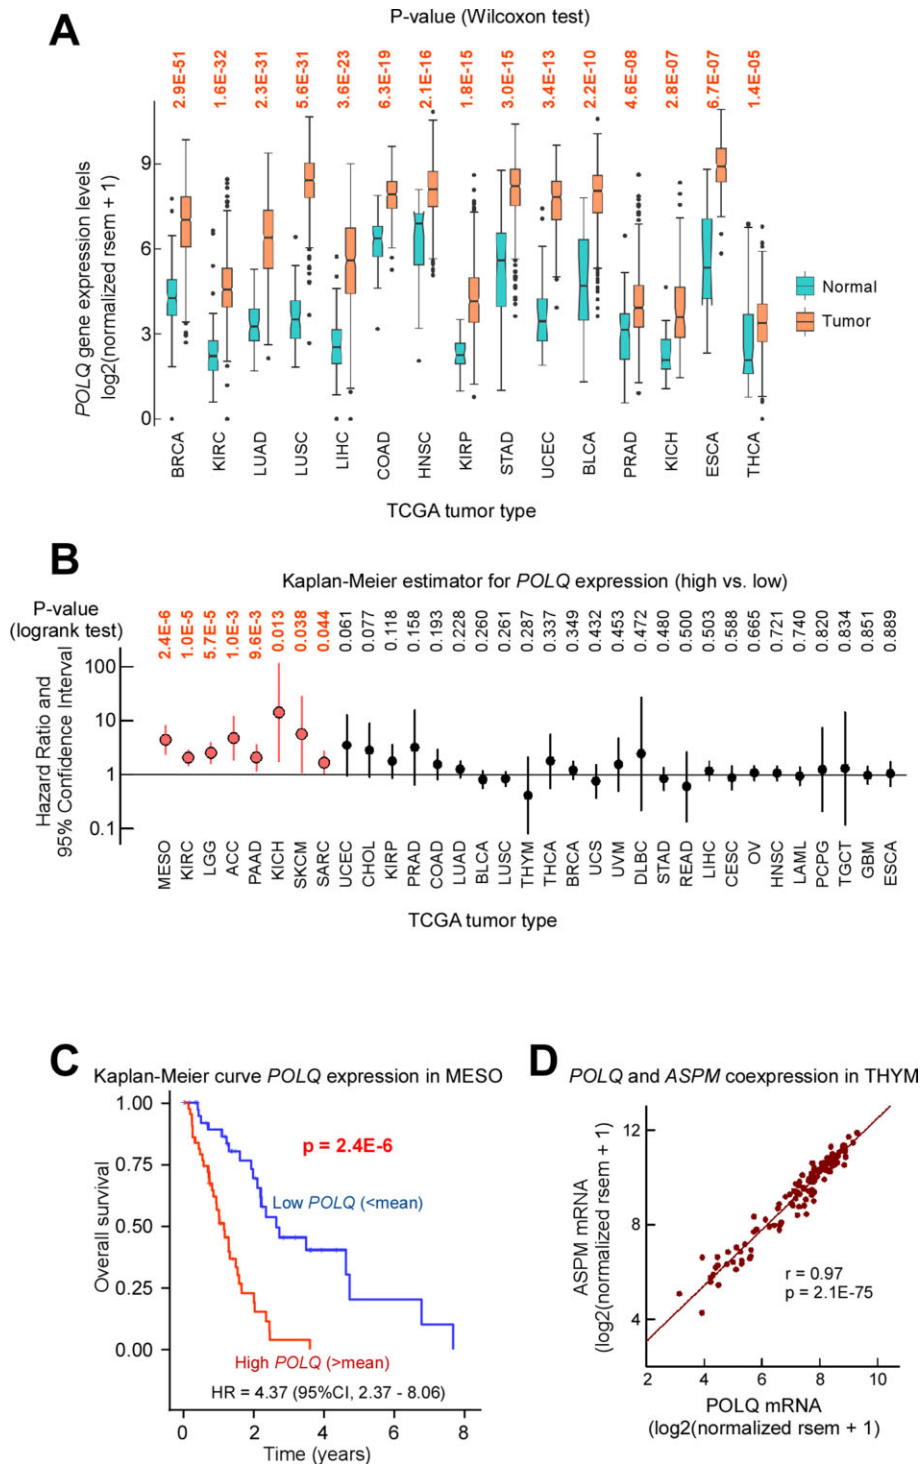 A
P-value (Wilcoxon test)
2.9E-51 1.6E-32 2.3E-31 5.6E-31 3.6E-23 6.3E-19 2.1E-16 1.8E-15 3.0E-15 3.4E-13 2.2E-10 4.6E-08 2.8E-07 6.7E-07 1.4E-05
POLQ gene expression levels
log2(normalized rsem + 1)
9
6
3
0
Normal
Tumor
BRCA KIRC LUAD LUSC LIHC COAD HNSC KIRP STAD UCEC BLCA PRAD KICH ESCA THCA
TCGA tumor type
B
Kaplan-Meier estimator for POLQ expression (high vs. low)
P-value
(logrank test)
2.4E-6 1.0E-5 5.7E-5 1.0E-3 9.6E-3 0.013 0.038 0.044 0.061 0.077 0.118 0.158 0.193 0.228 0.260 0.261 0.287 0.337 0.349 0.432 0.453 0.472 0.480 0.500 0.503 0.588 0.665 0.721 0.740 0.820 0.834 0.851 0.889
Hazard Ratio and
95% Confidence Interval
100
10
1
0.1
MESO KIRC LGG ACC PAAD KICH SKCM SARC UCEC CHOL KIRP PRAD COAD LUAD BLCA LUSC THYM THCA BRCA UCS UVM DLBC STAD READ LIHC CESC OV HNSC LAML PCPG TGCT GBM ESCA
TCGA tumor type
C
Kaplan-Meier curve POLQ expression in MESO
Overall survival
1.00
0.75
0.50
0.25
0.00
p = 2.4E-6
Low POLQ (<mean)
High POLQ (>mean)
HR = 4.37 (95%CI, 2.37 - 8.06)
0 2 4 6 8
Time (years)
D
POLQ and ASPM coexpression in THYM
ASPM mRNA
(log2(normalized rsem + 1)
12
8
4
r = 0.97
p = 2.1E-75
2 4 6 8 10
POLQ mRNA
(log2(normalized rsem + 1)